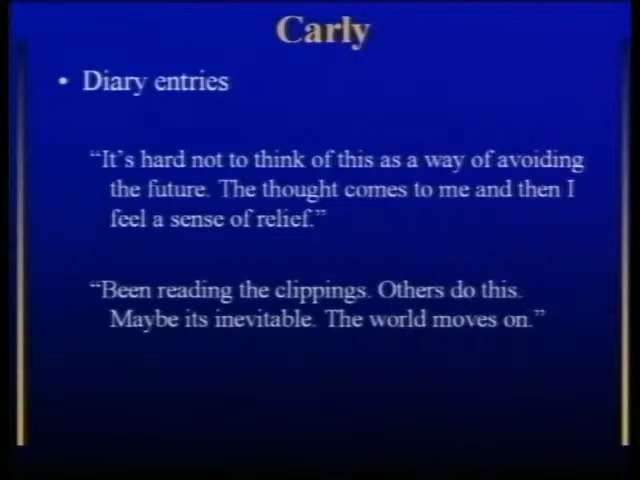 Carly
• Diary entries
“It’s hard not to think of this as a way of avoiding
the future. The thought comes to me and then I
feel a sense of relief.”
“Been reading the clippings. Others do this.
Maybe its inevitable. The world moves on.”